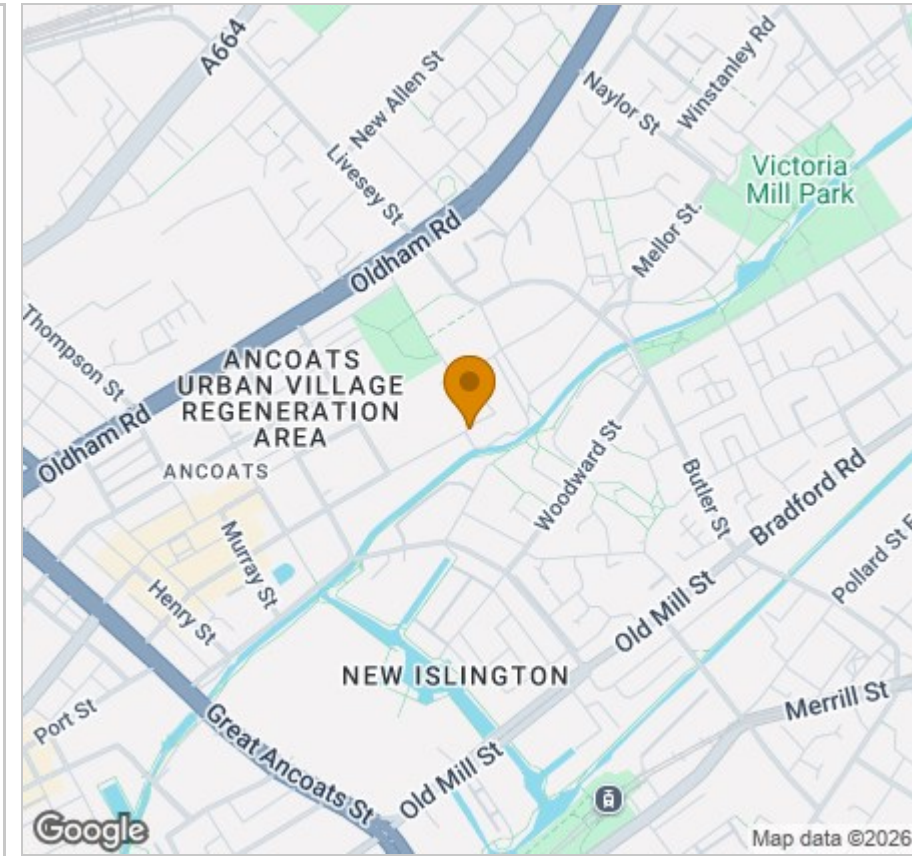 A664
New Allen St
Livesey St
Naylor St
Winstanley Rd
Victoria
Mill Park
Mellor St.
Oldham Rd
Thompson St
ANCOATS
URBAN VILLAGE
REGENERATION
AREA
Oldham Rd
ANCOATS
Woodward St
Butler St
Bradford Rd
Murray St
Henry St
Pollard St E
Old Mill St
NEW ISLINGTON
Merrill St
Port St
Great Ancoats St
Old Mill St
Google
Map data ©2026